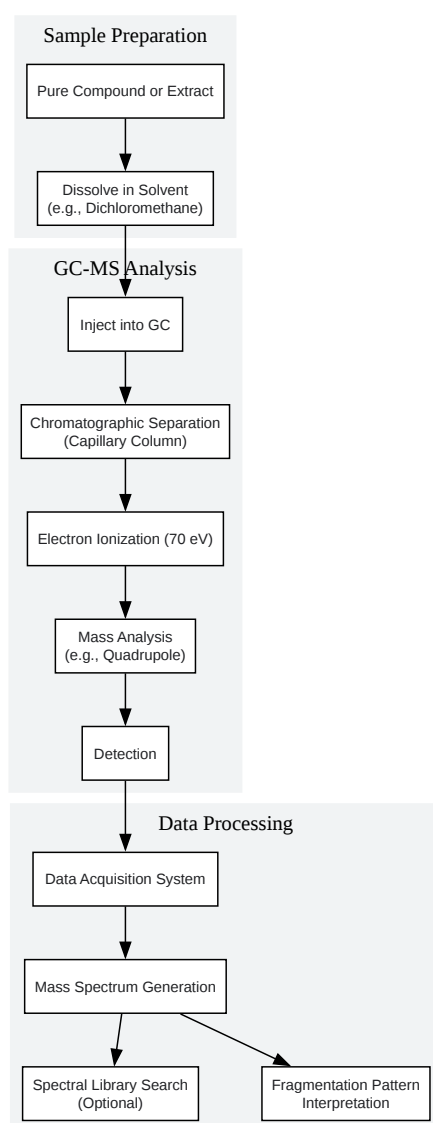 Sample Preparation
Pure Compound or Extract
Dissolve in Solvent
(e.g., Dichloromethane)
GC-MS Analysis
Inject into GC
Chromatographic Separation
(Capillary Column)
Electron Ionization (70 eV)
Mass Analysis
(e.g., Quadrupole)
Detection
Data Processing
Data Acquisition System
Mass Spectrum Generation
Spectral Library Search
(Optional)
Fragmentation Pattern
Interpretation